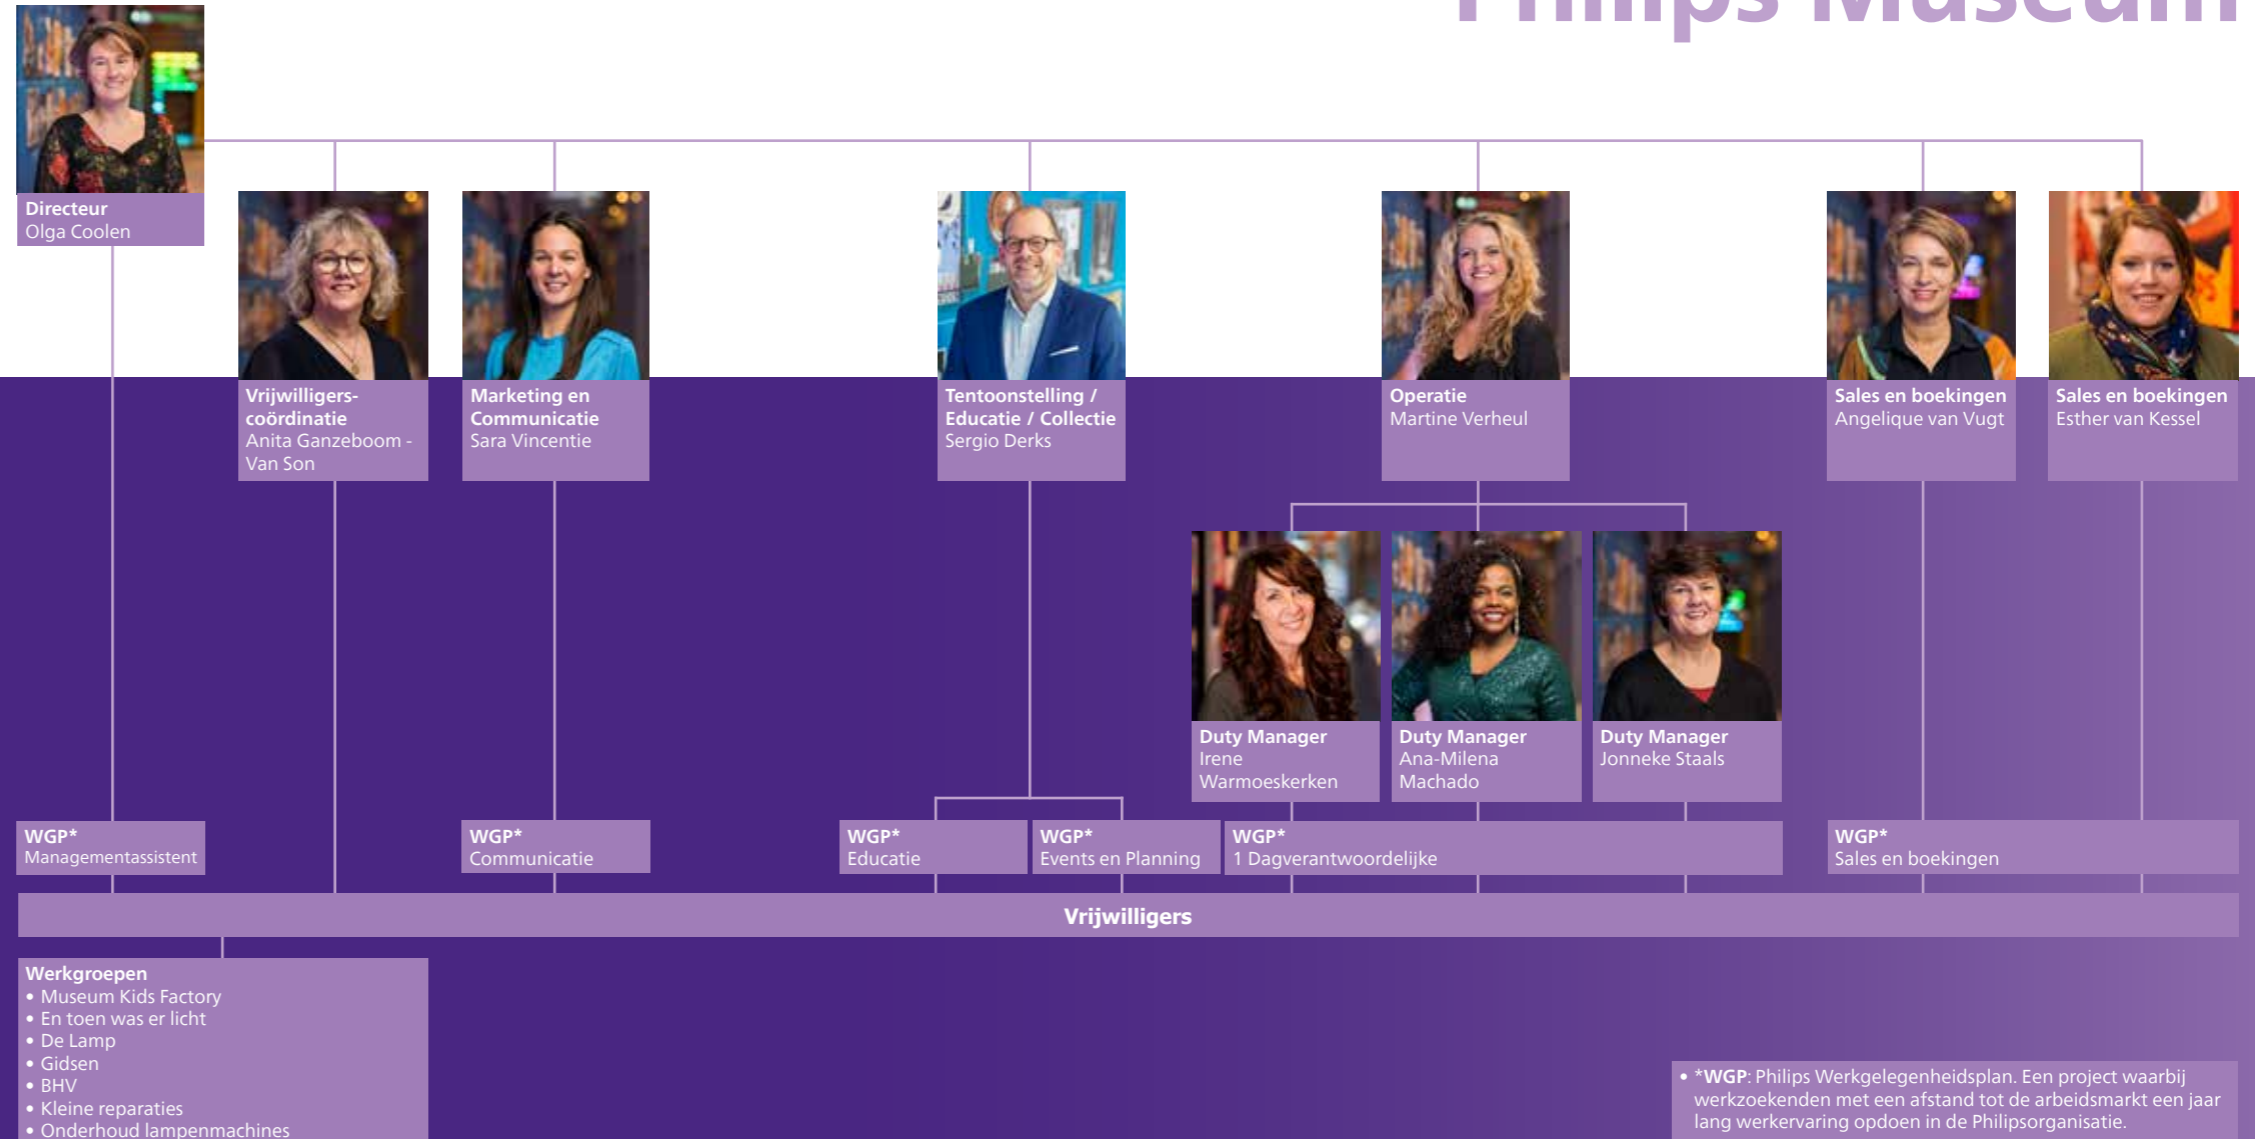 Philips Museum
Directeur
Olga Coolen
Vrijwilligers-
coördinatie
Anita Ganzeboom -
Van Son
Marketing en
Communicatie
Sara Vincentie
Tentoonstelling /
Educatie / Collectie
Sergio Derks
Operatie
Martine Verheul
Sales en boekingen
Angelique van Vugt
Sales en boekingen
Esther van Kessel
Duty Manager
Irene
Warmoeskerken
Duty Manager
Ana-Milena
Machado
Duty Manager
Jonneke Staals
WGP*
Managementassistent
WGP*
Communicatie
WGP*
Educatie
WGP*
Events en Planning
WGP*
1 Dagverantwoordelijke
WGP*
Sales en boekingen
Vrijwilligers
Werkgroepen
• Museum Kids Factory
• En toen was er licht
• De Lamp
• Gidsen
• BHV
• Kleine reparaties
• Onderhoud lampenmachines
• *WGP: Philips Werkgelegenheidsplan. Een project waarbij
werkzoekenden met een afstand tot de arbeidsmarkt een jaar
lang werkervaring opdoen in de Philipsorganisatie.